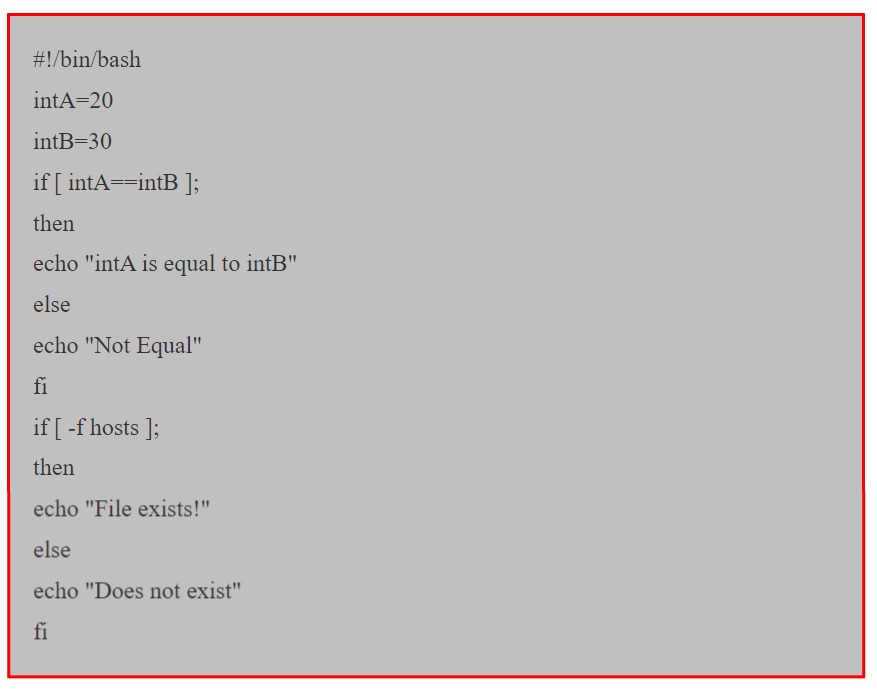 #!/bin/bash
intA=20
intB=30
if [ intA==intB ];
then
echo "intA is equal to intB"
else
echo "Not Equal"
fi
if [ -f hosts ];
then
echo "File exists!"
else
echo "Does not exist"
fi